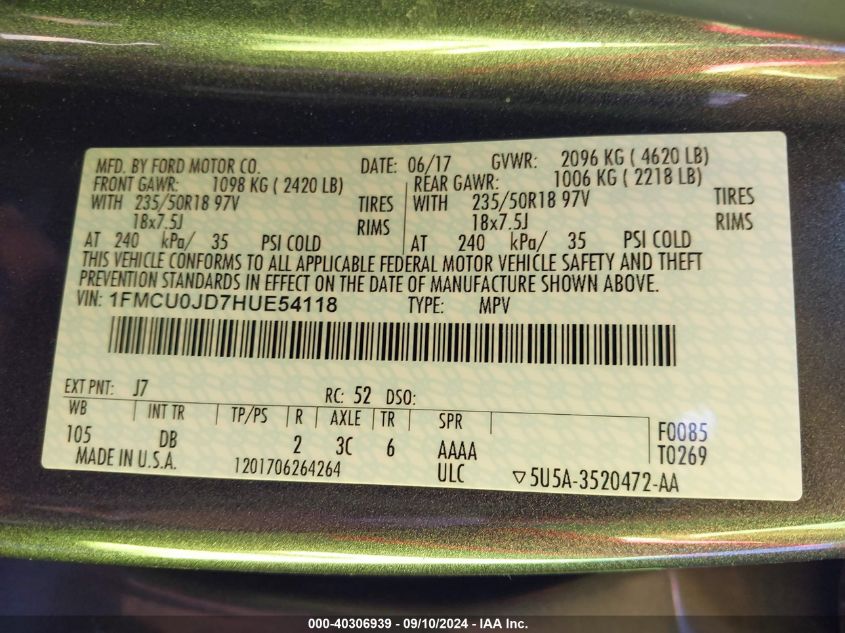 MFD. BY FORD MOTOR CO. DATE: 06/17 GVWR: 2096 KG ( 4620 LB)
FRONT GAWR: 1098 KG ( 2420 LB) REAR GAWR: 1006 KG ( 2218 LB)
WITH 235/50R18 97V TIRES WITH 235/50R18 97V TIRES
18x7.5J RIMS 18x7.5J RIMS
AT 240 kPa/ 35 PSI COLD AT 240 kPa/ 35 PSI COLD
THIS VEHICLE CONFORMS TO ALL APPLICABLE FEDERAL MOTOR VEHICLE SAFETY AND THEFT
PREVENTION STANDARDS IN EFFECT ON THE DATE OF MANUFACTURE SHOWN ABOVE.
VIN: 1FMCU0JD7HUE54118 TYPE: MPV
EXT PNT: J7 RC: 52 DSO:
WB INT TR TP/PS R AXLE TR SPR
105 DB 2 3C 6 AAAA F0085
MADE IN U.S.A. 1201706264264 ULC T0269
▽5U5A-3520472-AA
000-40306939 - 09/10/2024 - IAA Inc.